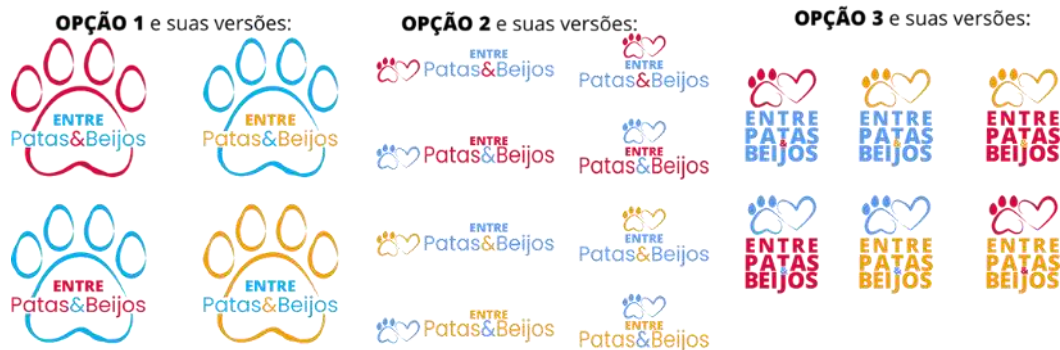 OPÇÃO 1 e suas versões:
ENTRE
Patas&Beijos
ENTRE
Patas&Beijos
ENTRE
Patas&Beijos
ENTRE
Patas&Beijos
OPÇÃO 2 e suas versões:
ENTRE
Patas&Beijos
ENTRE
Patas&Beijos
ENTRE
Patas&Beijos
ENTRE
Patas&Beijos
ENTRE
Patas&Beijos
ENTRE
Patas&Beijos
ENTRE
Patas&Beijos
ENTRE
Patas&Beijos
OPÇÃO 3 e suas versões:
ENTRE
PATAS
&
BEIJOS
ENTRE
PATAS
&
BEIJOS
ENTRE
PATAS
&
BEIJOS
ENTRE
PATAS
&
BEIJOS
ENTRE
PATAS
&
BEIJOS
ENTRE
PATAS
&
BEIJOS